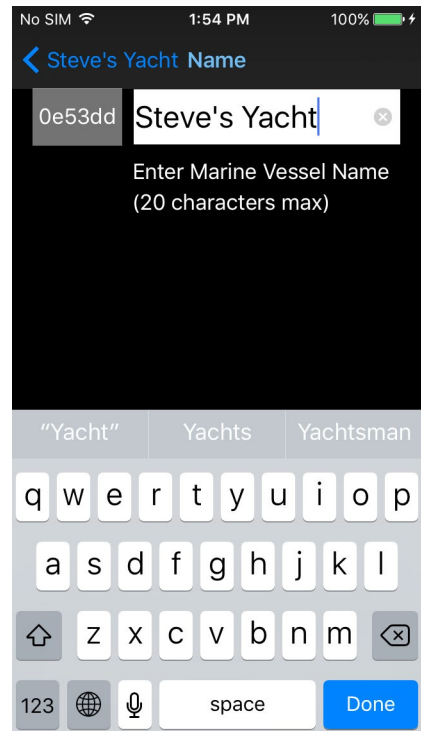 No SIM 1:54 PM 100%
Steve's Yacht Name
0e53dd Steve's Yacht
Enter Marine Vessel Name
(20 characters max)
“Yacht” Yachts Yachtsman
q w e r t y u i o p
a s d f g h j k l
z x c v b n m
123 space Done